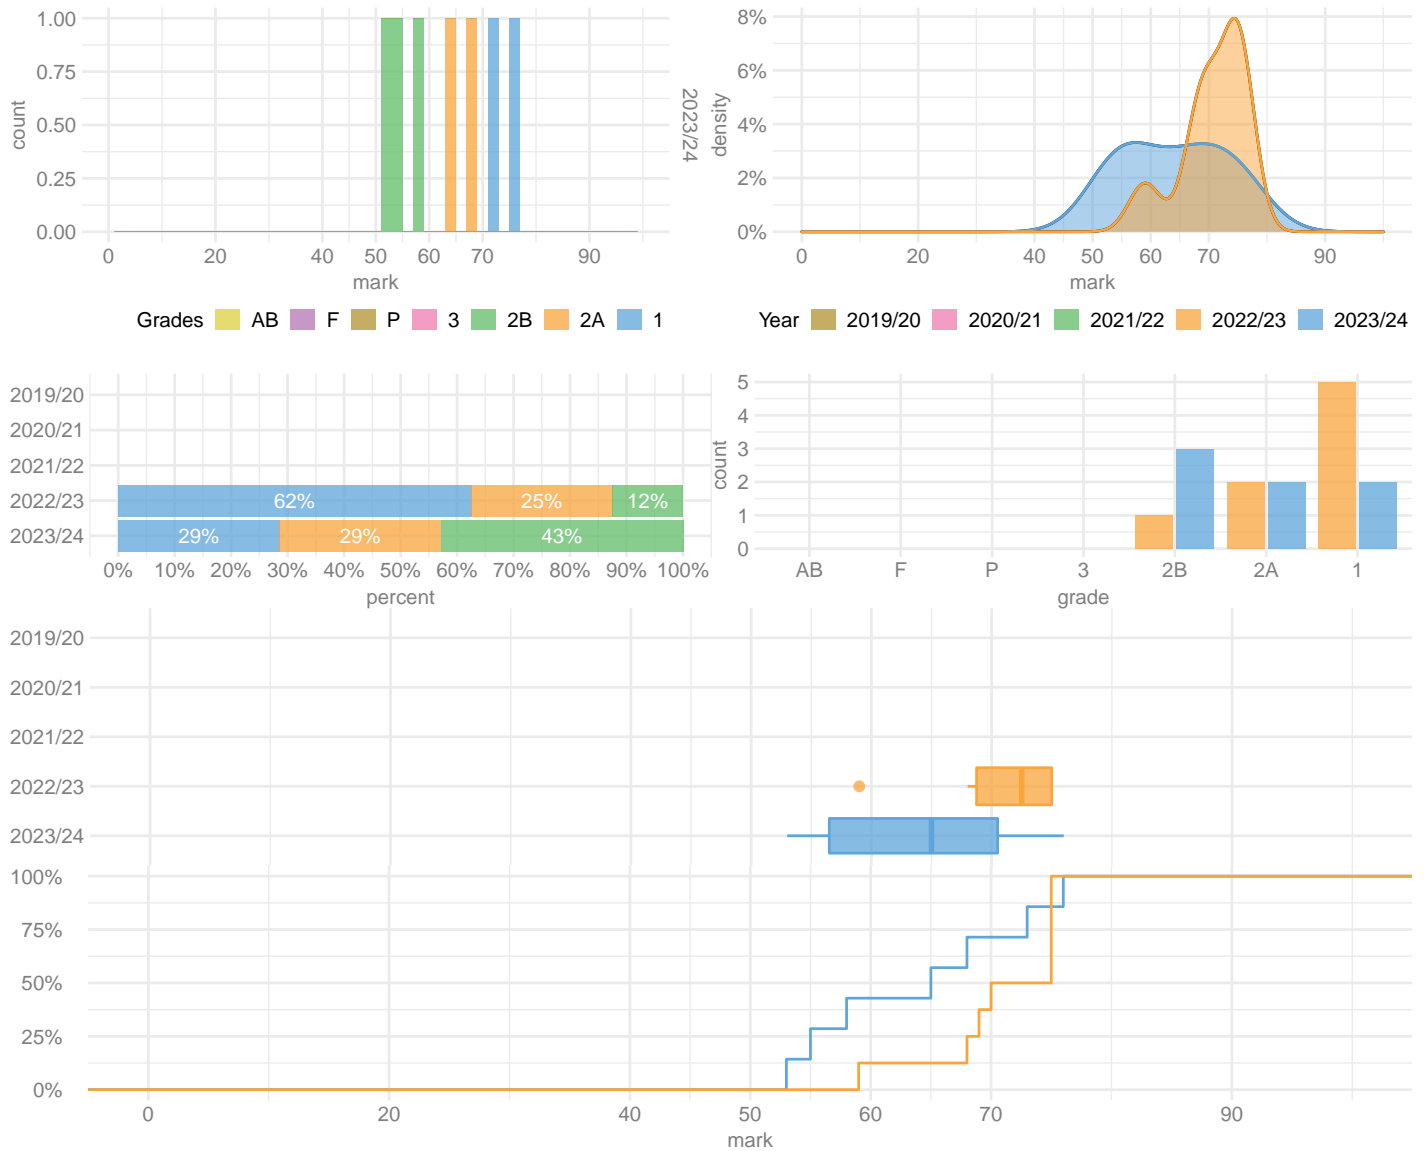 1.00
0.75
0.50
0.25
0.00
count
0 20 40 50 60 70 90
mark
2023/24
8%
6%
4%
2%
0%
density
0 20 40 50 60 70 90
mark
Grades AB F P 3 2B 2A 1
Year 2019/20 2020/21 2021/22 2022/23 2023/24
2019/20
2020/21
2021/22
2022/23 62% 25% 12%
2023/24 29% 29% 43%
0% 10% 20% 30% 40% 50% 60% 70% 80% 90% 100%
percent
5
4
3
2
1
0
count
AB F P 3 2B 2A 1
grade
2019/20
2020/21
2021/22
2022/23
2023/24
100%
75%
50%
25%
0%
0 20 40 50 60 70 90
mark